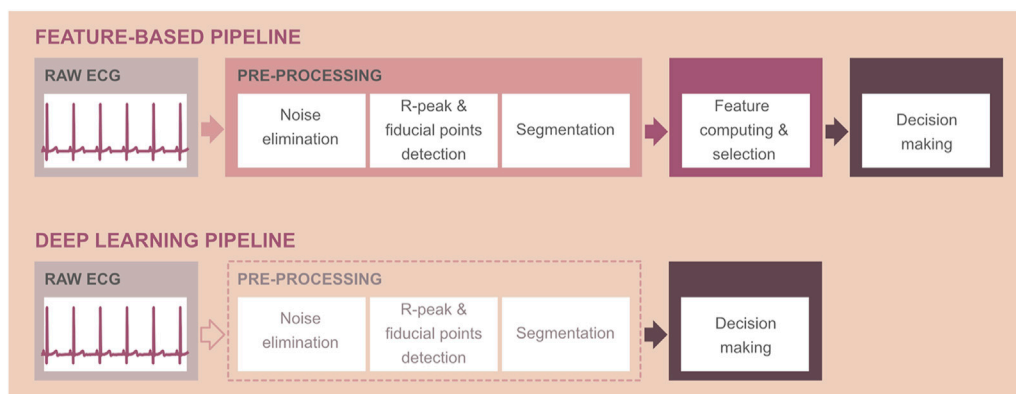 FEATURE-BASED PIPELINE
RAW ECG
PRE-PROCESSING
Noise
elimination
R-peak &
fiducial points
detection
Segmentation
Feature
computing &
selection
Decision
making
DEEP LEARNING PIPELINE
RAW ECG
PRE-PROCESSING
Noise
elimination
R-peak &
fiducial points
detection
Segmentation
Decision
making